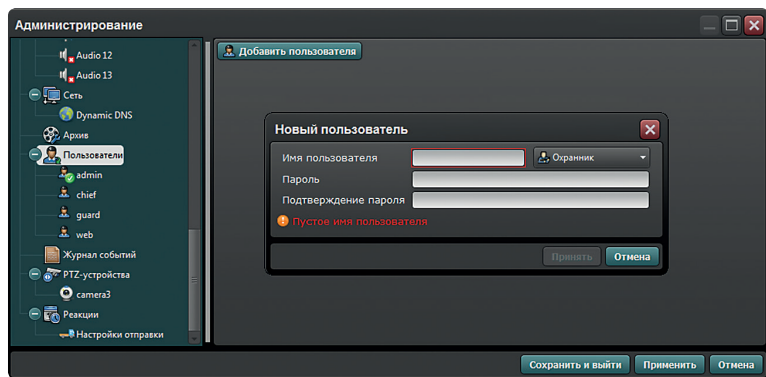 Администрирование
Audio 12
Audio 13
Сеть
Dynamic DNS
Архив
Пользователи
admin
chief
guard
web
Журнал событий
PTZ-устройства
camera3
Реакции
Настройки отправки
Добавить пользователя
Новый пользователь
Имя пользователя
Охранник
Пароль
Подтверждение пароля
Пустое имя пользователя
Принять
Отмена
Сохранить и выйти
Применить
Отмена